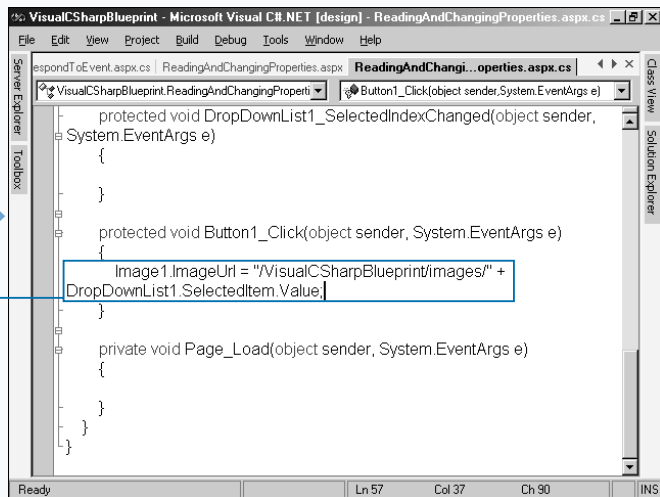 VisualCSharpBlueprint - Microsoft Visual C#.NET [design] - ReadingAndChangingProperties.aspx.cs
File Edit View Project Build Debug Tools Window Help
espondToEvent.aspx.cs ReadingAndChangingProperties.aspx ReadingAndChangi...operties.aspx.cs
VisualCSharpBlueprint.ReadingAndChangingProperti Button1_Click(object sender,System.EventArgs e)
Server Explorer
Toolbox
protected void DropDownList1_SelectedIndexChanged(object sender,
System.EventArgs e)
{
}
protected void Button1_Click(object sender, System.EventArgs e)
{
Image1.ImageUrl = "/VisualCSharpBlueprint/images/" +
DropDownList1.SelectedItem.Value;
}
private void Page_Load(object sender, System.EventArgs e)
{
}
}
}
Class View
Solution Explorer
Ready Ln 57 Col 37 Ch 90 INS